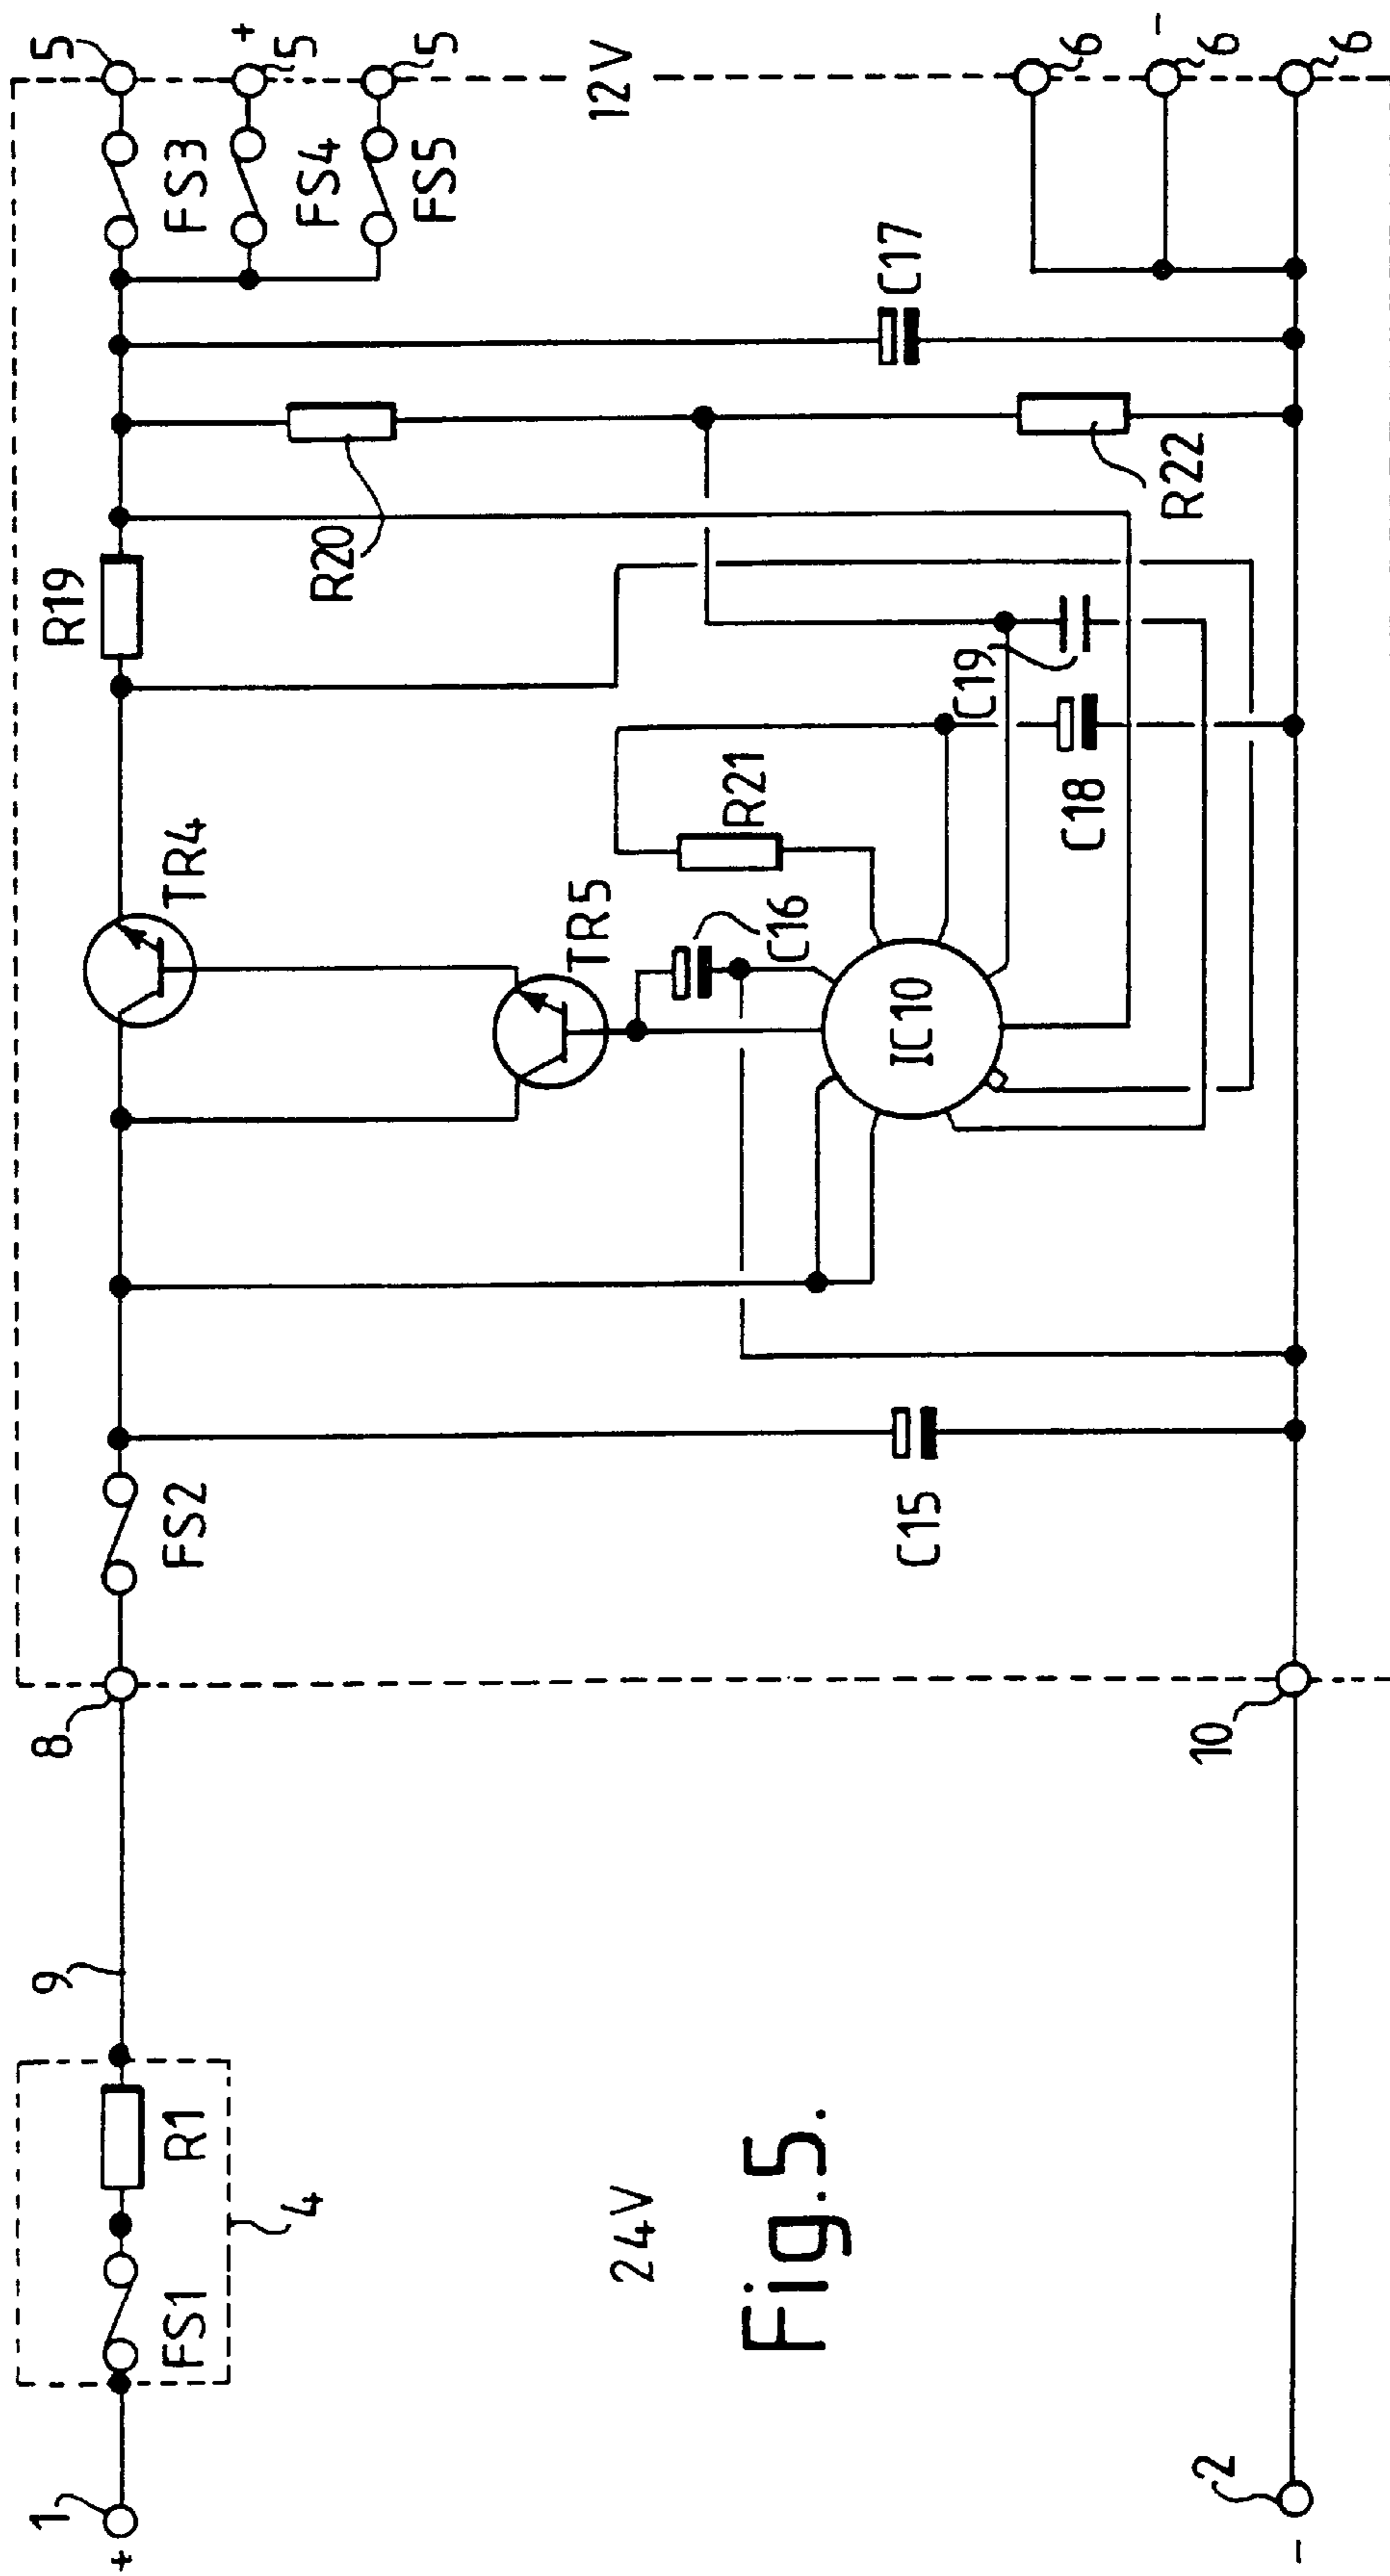 1
+
FS1
R1
4
9
8
FS2
TR4
R19
5
FS3
+
5
FS4
5
FS5
12V
R20
TR5
C16
R21
IC10
C19
C18
C17
R22
C15
24V
Fig.5.
6
-
6
6
10
2
-